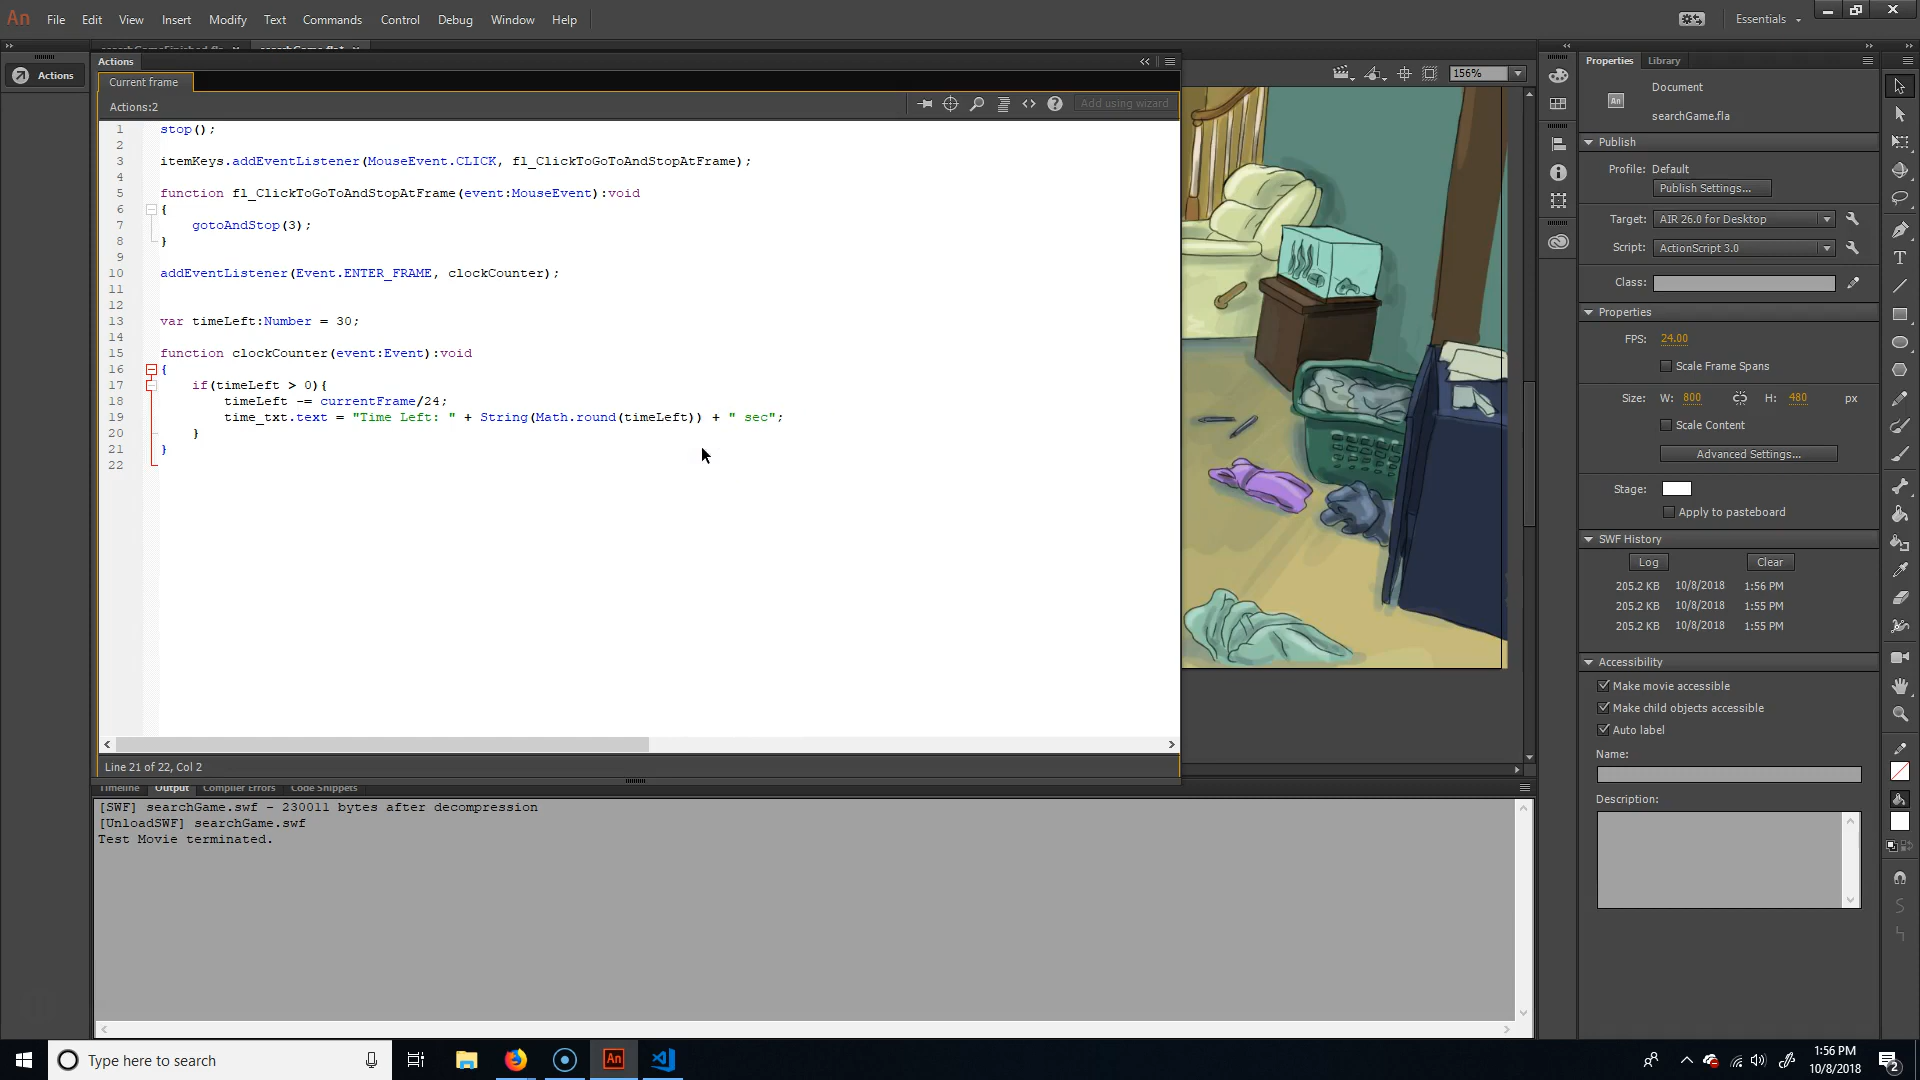 An File Edit View Insert Modify Text Commands Control Debug Window Help Essentials
searchGame.fla*
Actions
Actions
Current frame
Actions:2
Add using wizard
156%
1 stop();
2
3 itemKeys.addEventListener(MouseEvent.CLICK, fl_ClickToGoToAndStopAtFrame);
4
5 function fl_ClickToGoToAndStopAtFrame(event:MouseEvent):void
6 {
7 gotoAndStop(3);
8 }
9
10 addEventListener(Event.ENTER_FRAME, clockCounter);
11
12
13 var timeLeft:Number = 30;
14
15 function clockCounter(event:Event):void
16 {
17 if(timeLeft > 0){
18 timeLeft -= currentFrame/24;
19 time_txt.text = "Time Left: " + String(Math.round(timeLeft)) + " sec";
20 }
21 }
22
Line 21 of 22, Col 2
Timeline Output Compiler Errors Code Snippets
[SWF] searchGame.swf - 230011 bytes after decompression
[UnloadSWF] searchGame.swf
Test Movie terminated.
Properties Library
An Document
searchGame.fla
Publish
Profile: Default
Publish Settings...
Target: AIR 26.0 for Desktop
Script: ActionScript 3.0
Class:
Properties
FPS: 24.00
Scale Frame Spans
Size: W: 800 H: 480 px
Scale Content
Advanced Settings...
Stage:
Apply to pasteboard
SWF History
Log Clear
205.2 KB 10/8/2018 1:56 PM
205.2 KB 10/8/2018 1:55 PM
205.2 KB 10/8/2018 1:55 PM
Accessibility
Make movie accessible
Make child objects accessible
Auto label
Name:
Description:
Type here to search
An
1:56 PM
10/8/2018
2